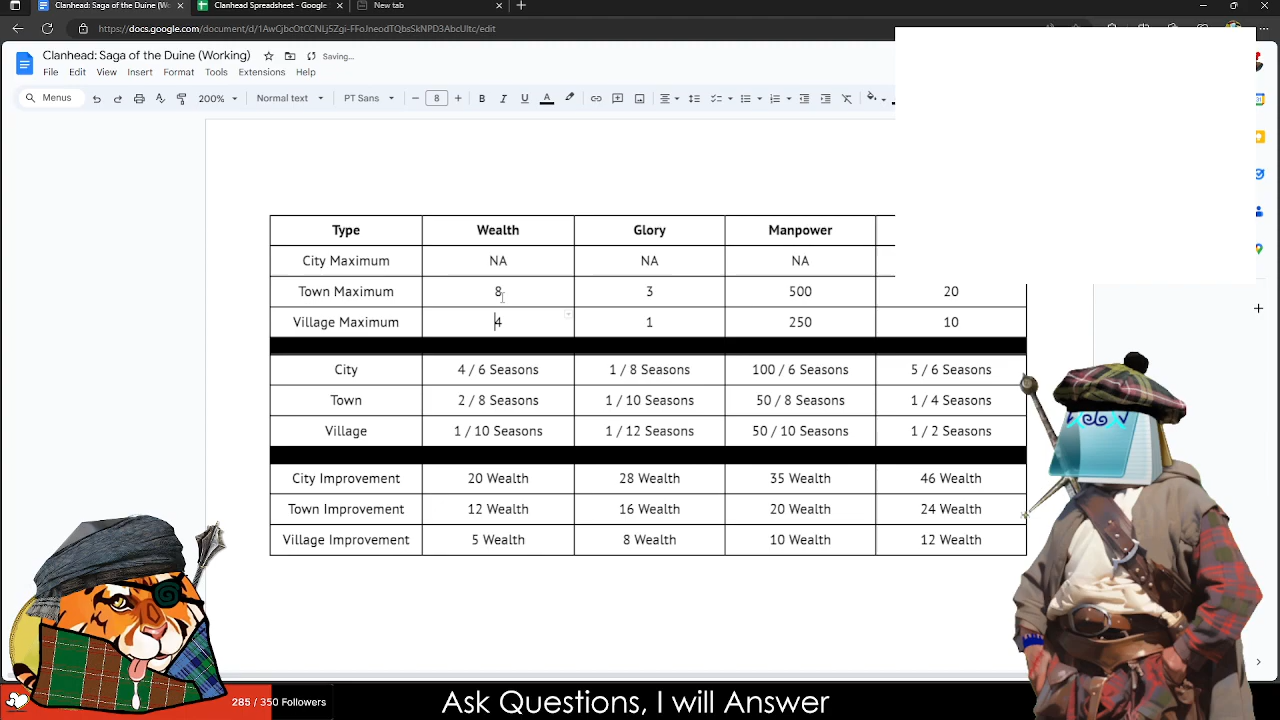 Clanhead: Saga of the Duine (Working)
Spreadsheet - Google
New tab
https://docs.google.com/document/d/1AwCjbcOtCCNLj5Zgi-FFoJneodTQbsSkNPD3AbcUltc/edit
Clanhead: Saga of the Duine (Working) Saving...
File Edit View Insert Format Tools Extensions Help
Menus 200% Normal text PT Sans 8 B I U A
Type Wealth Glory Manpower
City Maximum NA NA NA
Town Maximum 8 3 500 20
Village Maximum 4 1 250 10
City 4 / 6 Seasons 1 / 8 Seasons 100 / 6 Seasons 5 / 6 Seasons
Town 2 / 8 Seasons 1 / 10 Seasons 50 / 8 Seasons 1 / 4 Seasons
Village 1 / 10 Seasons 1 / 12 Seasons 50 / 10 Seasons 1 / 2 Seasons
City Improvement 20 Wealth 28 Wealth 35 Wealth 46 Wealth
Town Improvement 12 Wealth 16 Wealth 20 Wealth 24 Wealth
Village Improvement 5 Wealth 8 Wealth 10 Wealth 12 Wealth
285 / 350 Followers
Ask Questions, I will Answer